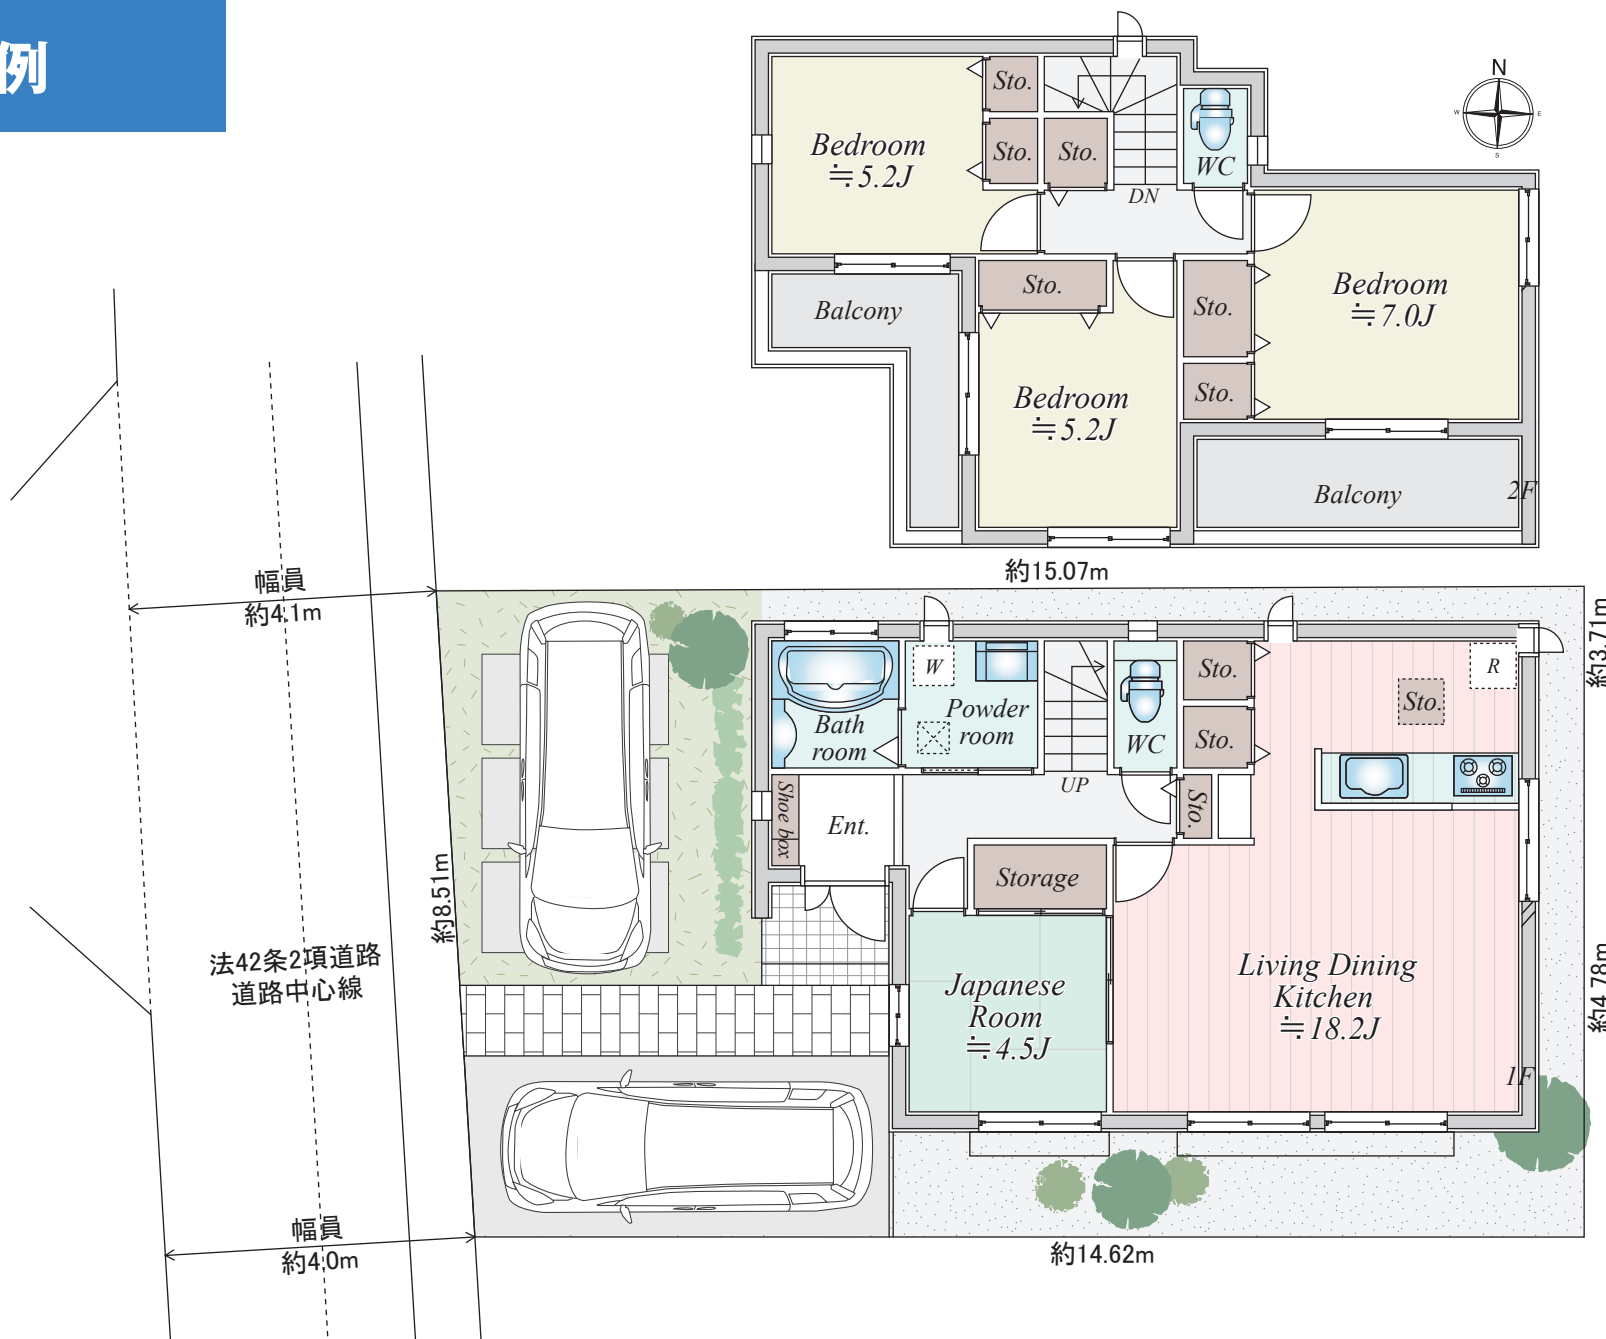 例
N
W
E
S
Bedroom
≒5.2J
Sto.
Sto.
Sto.
WC
DN
Bedroom
≒7.0J
Sto.
Sto.
Sto.
Balcony
Bedroom
≒5.2J
Balcony
2F
約15.07m
幅員
約4.1m
約3.71m
W
Powder
room
Bath
room
WC
Sto.
Sto.
Sto.
R
UP
Sto.
Shoe box
Ent.
Storage
約8.51m
法42条2項道路
道路中心線
Japanese
Room
≒4.5J
Living Dining
Kitchen
≒18.2J
約4.78m
1F
幅員
約4.0m
約14.62m